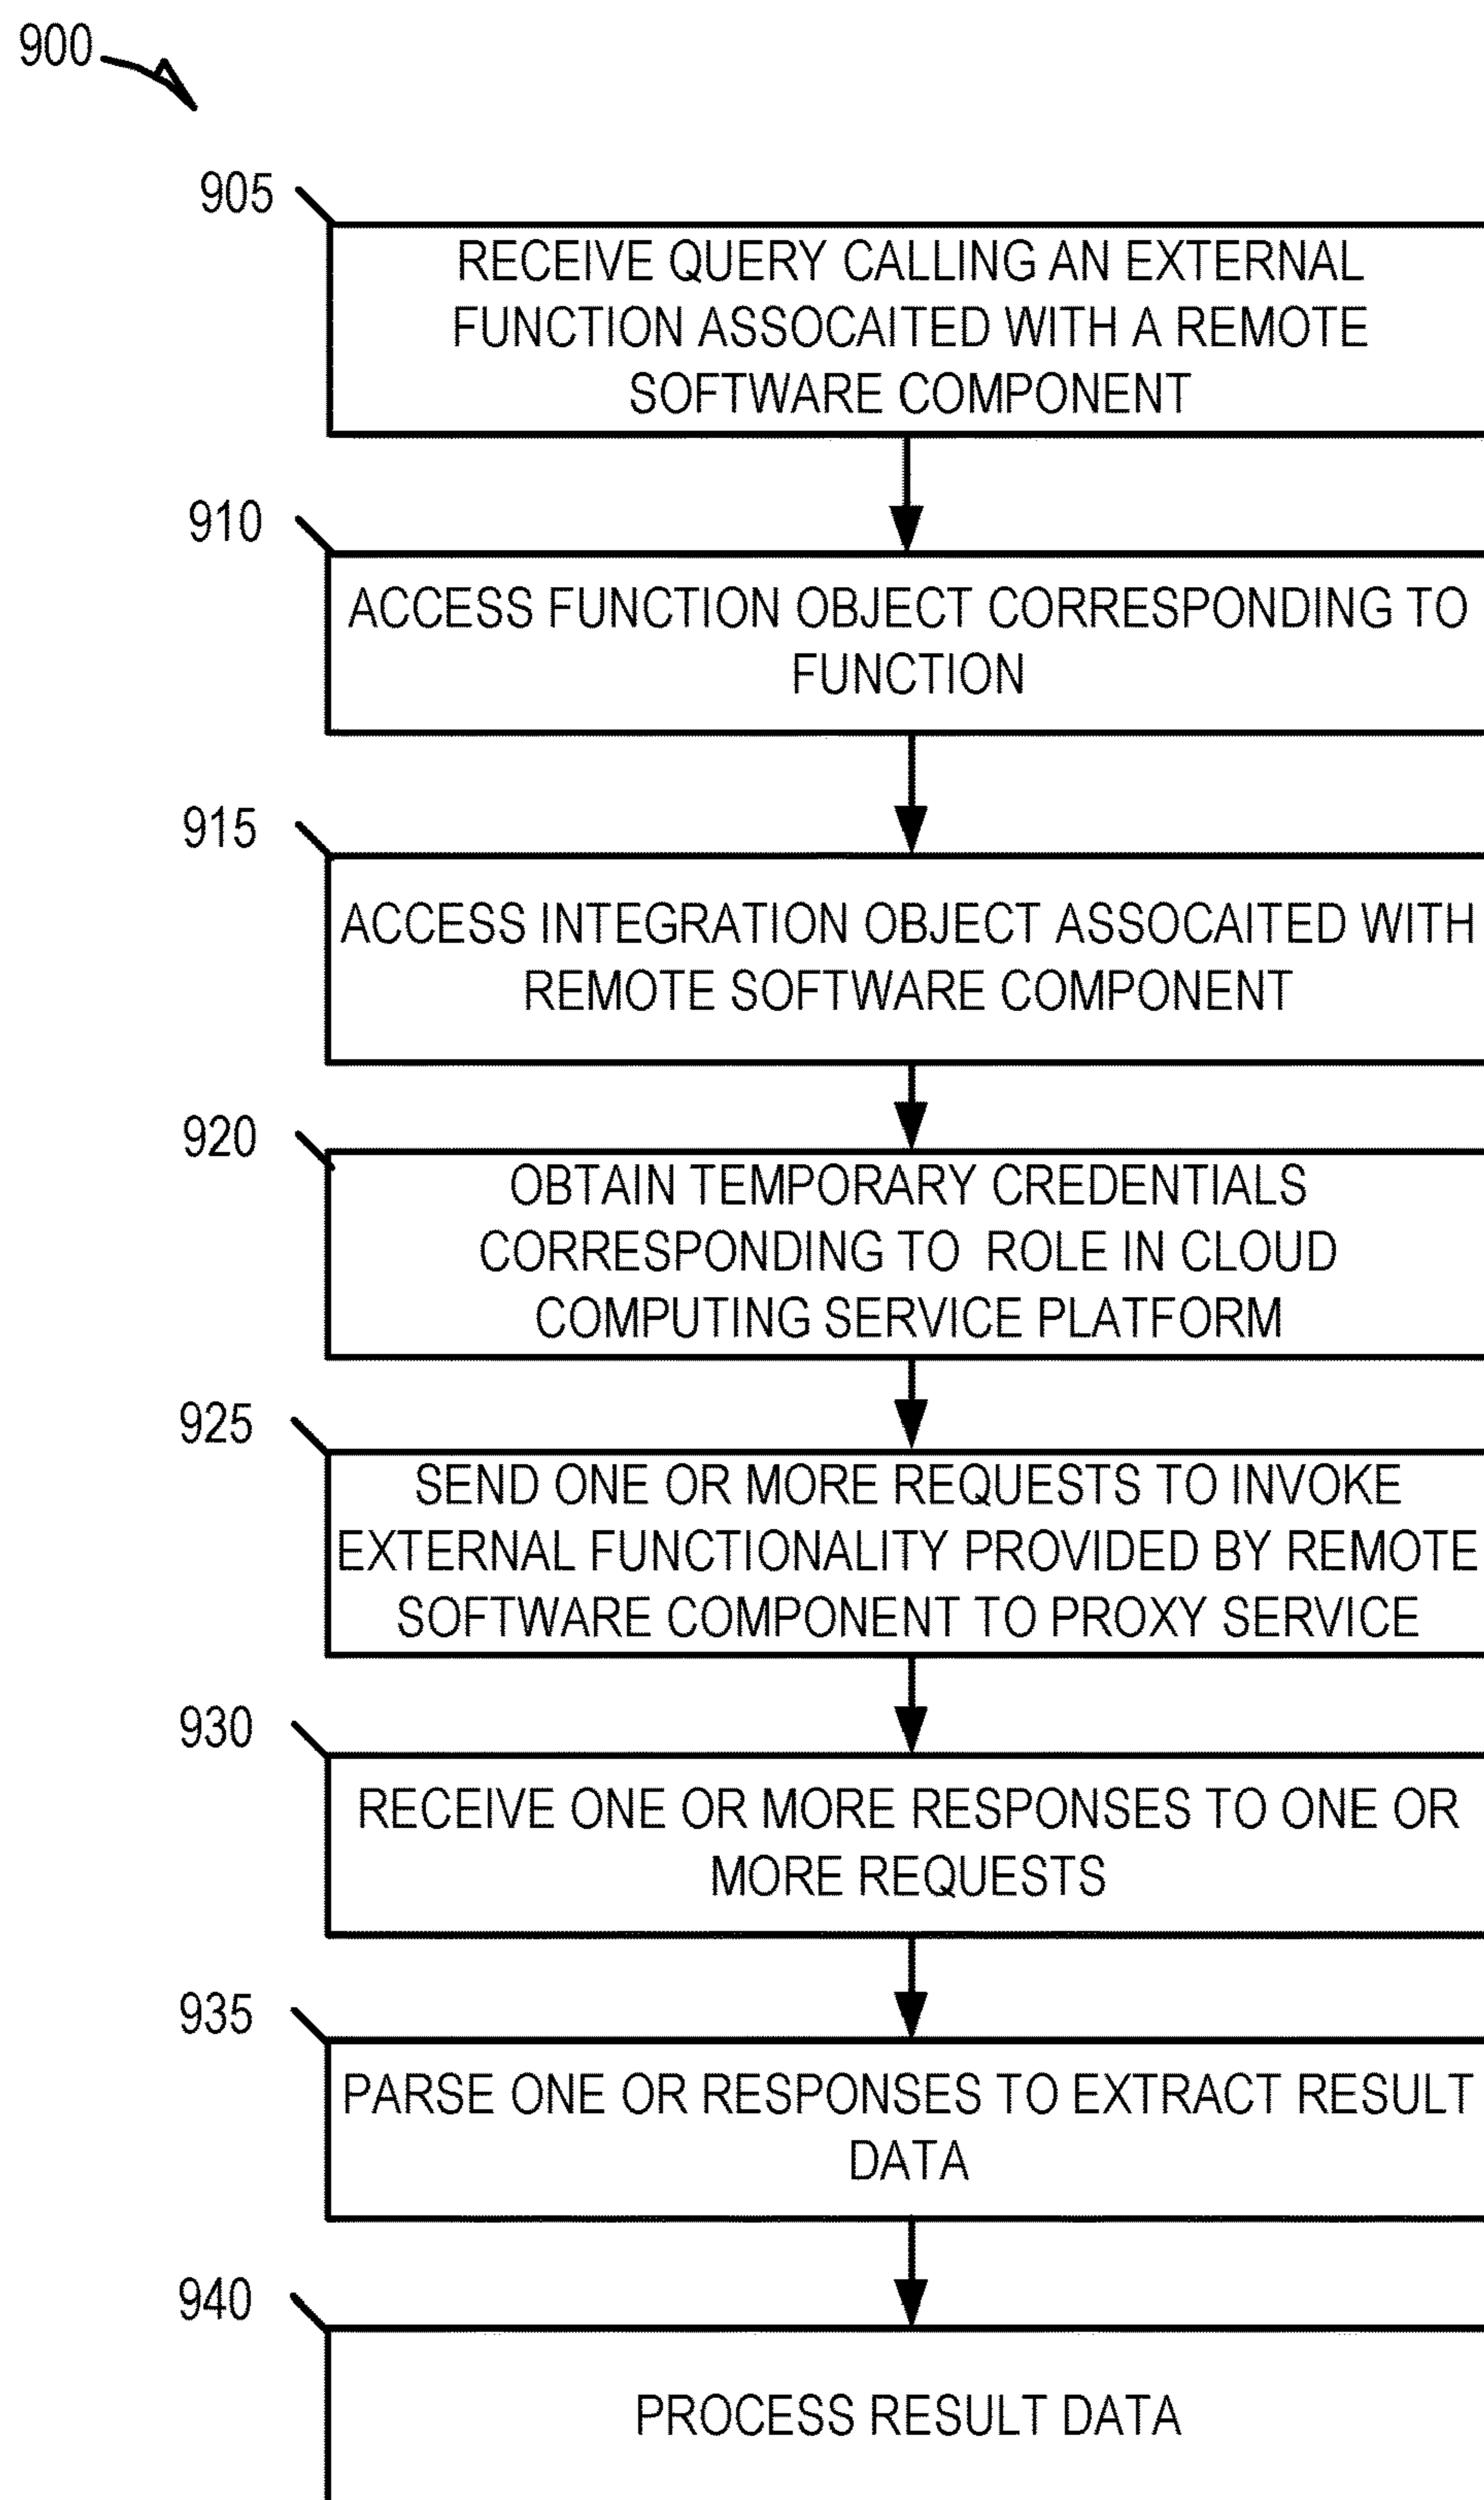 900
905
RECEIVE QUERY CALLING AN EXTERNAL
FUNCTION ASSOCAITED WITH A REMOTE
SOFTWARE COMPONENT
910
ACCESS FUNCTION OBJECT CORRESPONDING TO
FUNCTION
915
ACCESS INTEGRATION OBJECT ASSOCAITED WITH
REMOTE SOFTWARE COMPONENT
920
OBTAIN TEMPORARY CREDENTIALS
CORRESPONDING TO ROLE IN CLOUD
COMPUTING SERVICE PLATFORM
925
SEND ONE OR MORE REQUESTS TO INVOKE
EXTERNAL FUNCTIONALITY PROVIDED BY REMOTE
SOFTWARE COMPONENT TO PROXY SERVICE
930
RECEIVE ONE OR MORE RESPONSES TO ONE OR
MORE REQUESTS
935
PARSE ONE OR RESPONSES TO EXTRACT RESULT
DATA
940
PROCESS RESULT DATA